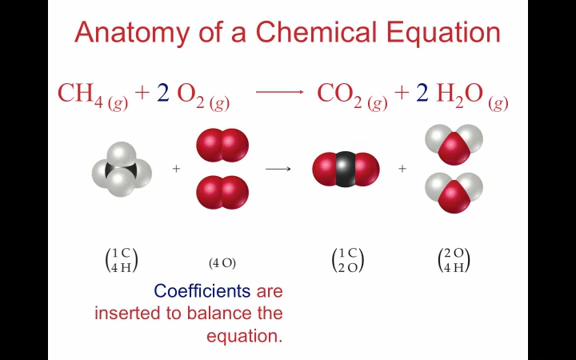 Anatomy of a Chemical Equation
CH4 (g) + 2 O2 (g) → CO2 (g) + 2 H2O (g)
+ → +
(1 C 4 H) (4 O) (1 C 2 O) (2 O 4 H)
Coefficients are
inserted to balance the
equation.